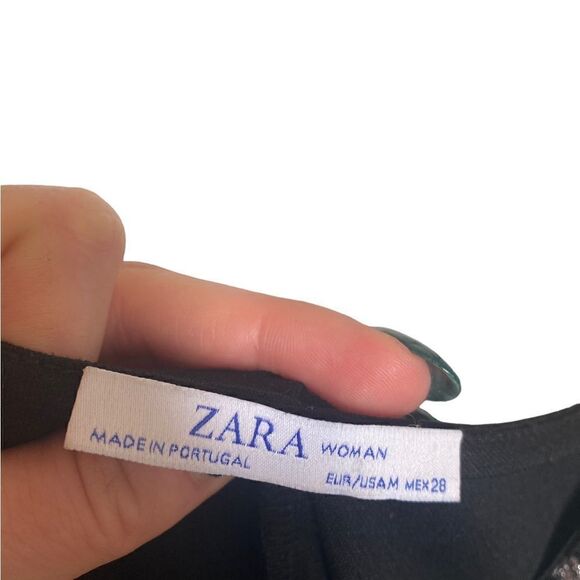 ZARA WOMAN
MADE IN PORTUGAL
EUR/USA M MEX 28